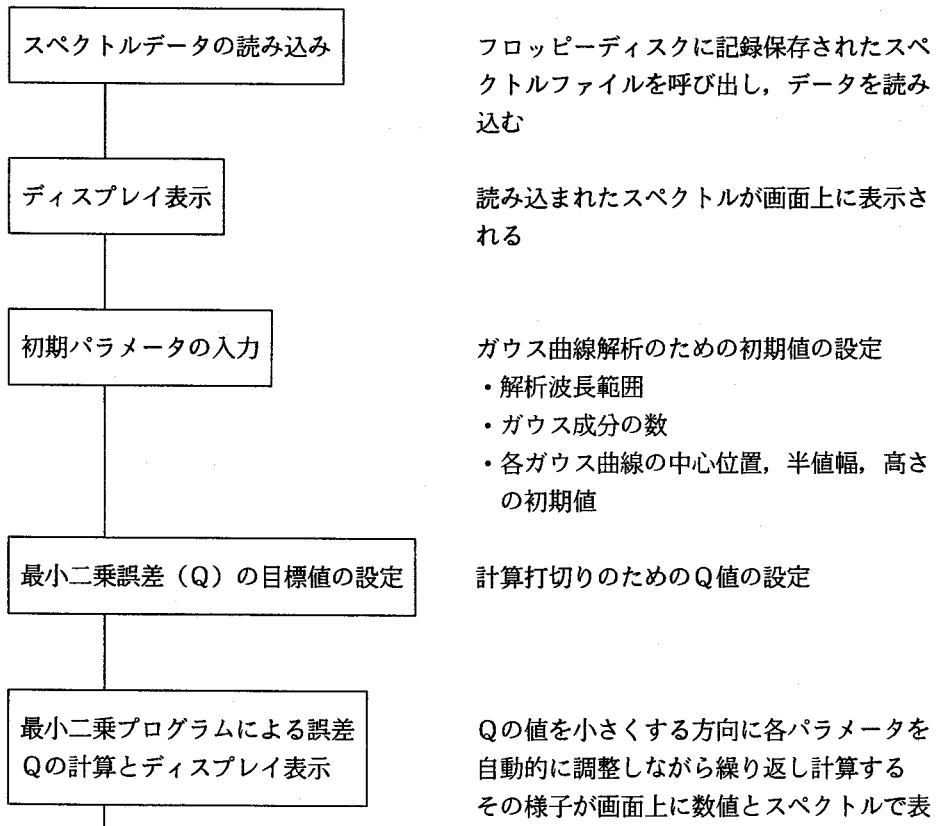 スペクトルデータの読み込み
フロッピーディスクに記録保存されたスペ
クトルファイルを呼び出し，データを読み
込む
ディスプレイ表示
読み込まれたスペクトルが画面上に表示さ
れる
初期パラメータの入力
ガウス曲線解析のための初期値の設定
・解析波長範囲
・ガウス成分の数
・各ガウス曲線の中心位置，半値幅，高さ
の初期値
最小二乗誤差（Q）の目標値の設定
計算打切りのためのQ値の設定
最小二乗プログラムによる誤差
Qの計算とディスプレイ表示
Qの値を小さくする方向に各パラメータを
自動的に調整しながら繰り返し計算する
その様子が画面上に数値とスペクトルで表